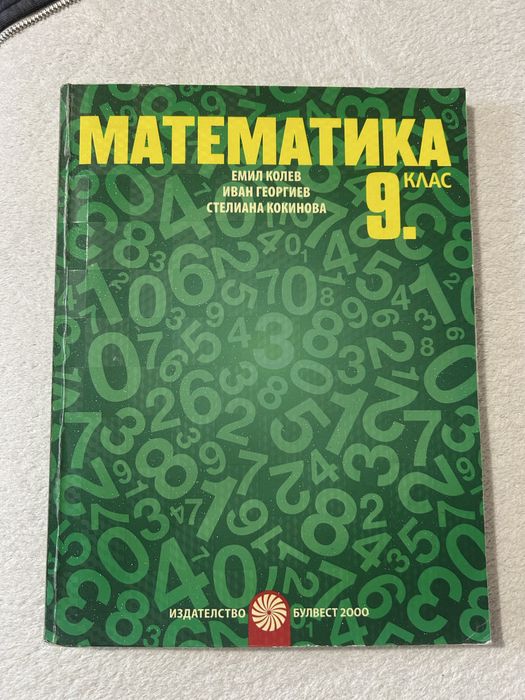 МАТЕМАТИКА
ЕМИЛ КОЛЕВ
ИВАН ГЕОРГИЕВ
СТЕЛИАНА КОКИНОВА
9. КЛАС
ИЗДАТЕЛСТВО БУЛВЕСТ 2000